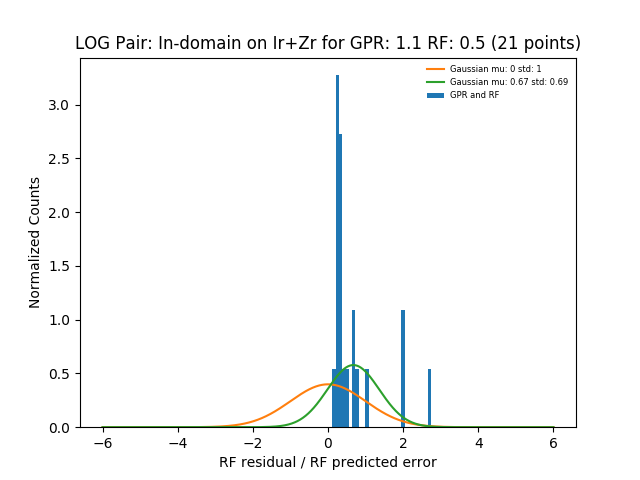 LOG Pair: In-domain on Ir+Zr for GPR: 1.1 RF: 0.5 (21 points)
Gaussian mu: 0 std: 1
Gaussian mu: 0.67 std: 0.69
GPR and RF
Normalized Counts
3.0
2.5
2.0
1.5
1.0
0.5
0.0
−6
−4
−2
0
2
4
6
RF residual / RF predicted error